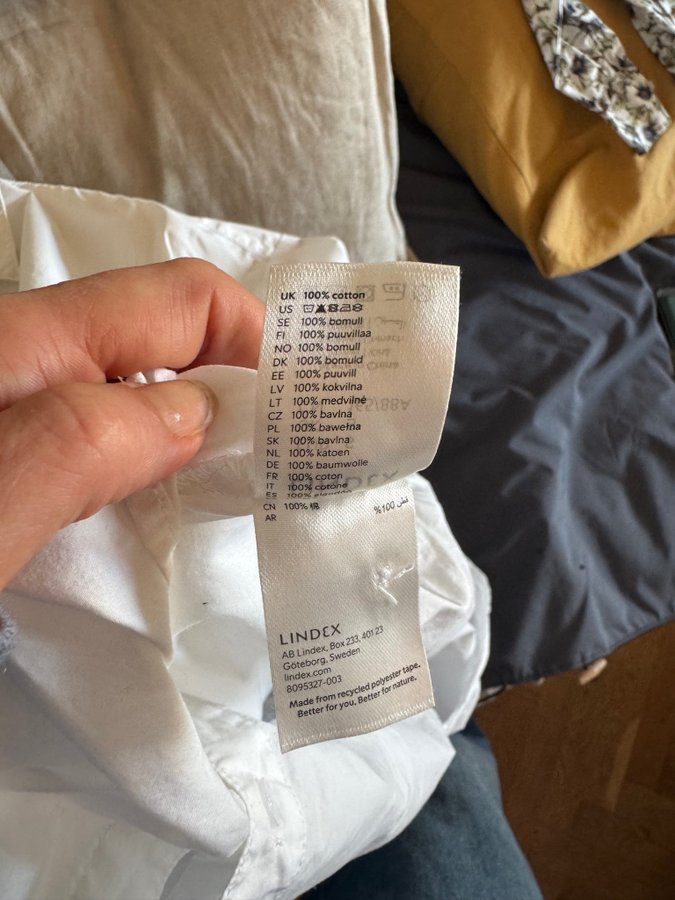 UK 100% cotton
US
SE 100% bomull
FI 100% puuvillaa
NO 100% bomull
DK 100% bomuld
EE 100% puuvill
LV 100% kokvilna
LT 100% medvilnė
CZ 100% bavlna
PL 100% bawełna
SK 100% bavlna
NL 100% katoen
DE 100% baumwolle
FR 100% coton
IT 100% cotone
ES 100% algodón
CN 100% 棉
AR %100 قطن
LINDEX
AB Lindex, Box 233, 401 23
Göteborg, Sweden
lindex.com
8095327-003
Made from recycled polyester tape.
Better for you. Better for nature.